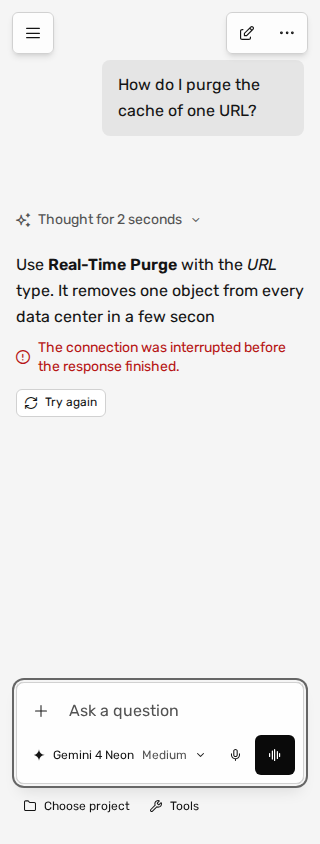 How do I purge the
cache of one URL?
Thought for 2 seconds
Use Real-Time Purge with the URL
type. It removes one object from every
data center in a few secon
The connection was interrupted before
the response finished.
Try again
Ask a question
Gemini 4 Neon Medium
Choose project Tools